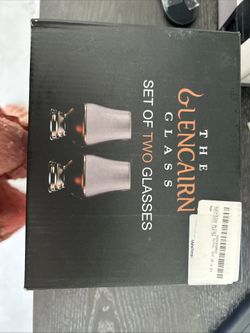 THE
GLENCAIRN
GLASS
SET OF TWO GLASSES